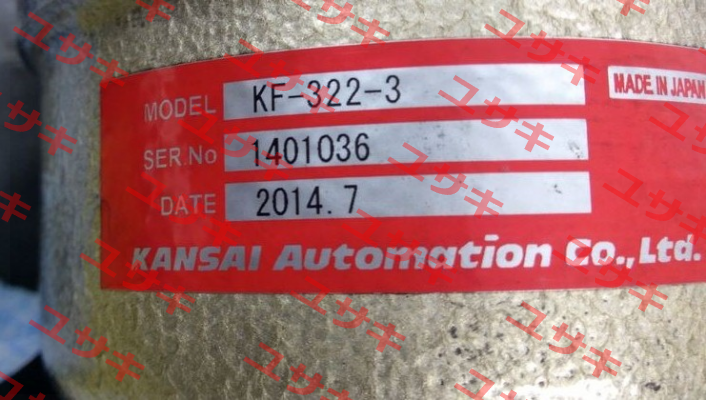 MODEL KF-322-3
MADE IN JAPAN
SER.No 1401036
DATE 2014.7
KANSAI Automation Co.,Ltd.
ユサキ